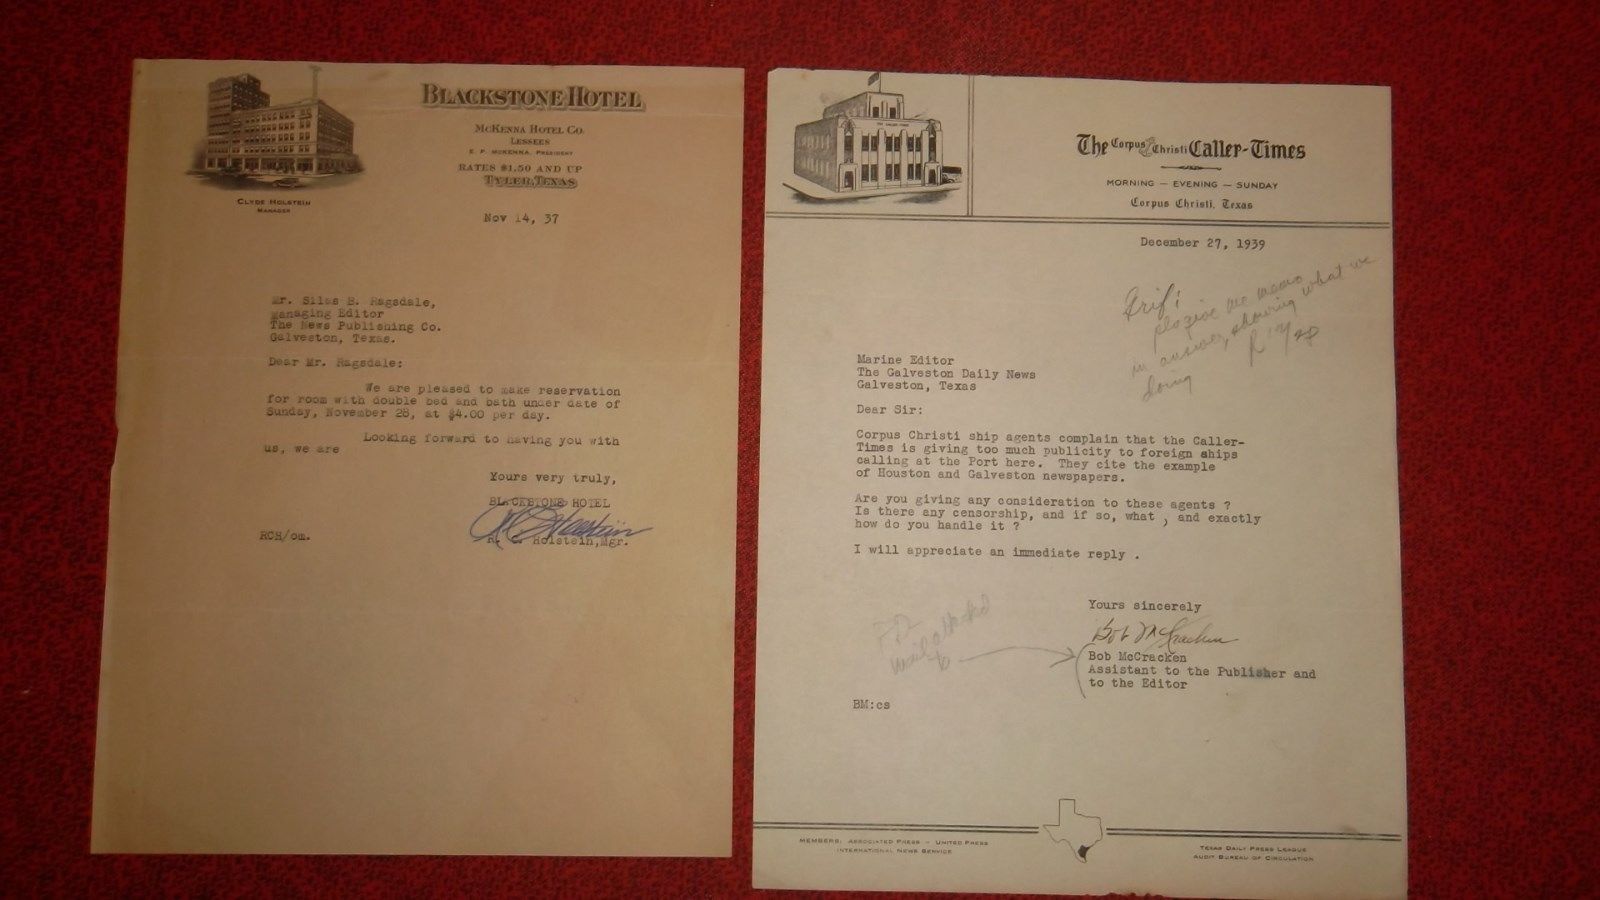 BLACKSTONE HOTEL
McKENNA HOTEL CO.
LESSEES
E. P. McKENNA, PRESIDENT
RATES $1.50 AND UP
TYLER, TEXAS
CLYDE HOLSTEIN
MANAGER
Nov 14, 37
Mr. Silas B. Ragsdale,
Managing Editor
The News Publishing Co.
Galveston, Texas.
Dear Mr. Ragsdale:
We are pleased to make reservation
for room with double bed and bath under date of
Sunday, November 28, at $4.00 per day.
Looking forward to having you with
us, we are
Yours very truly,
BLACKSTONE HOTEL
Holstein, Mgr.
RCH/om.
THE CALLER-TIMES
The Corpus Christi Caller-Times
MORNING — EVENING — SUNDAY
Corpus Christi, Texas
December 27, 1939
give me memo
in answer, showing what we
doing
Marine Editor
The Galveston Daily News
Galveston, Texas
Dear Sir:
Corpus Christi ship agents complain that the Caller-
Times is giving too much publicity to foreign ships
calling at the Port here. They cite the example
of Houston and Galveston newspapers.
Are you giving any consideration to these agents ?
Is there any censorship, and if so, what , and exactly
how do you handle it ?
I will appreciate an immediate reply .
Yours sincerely
Bob McCracken
Bob McCracken
Assistant to the Publisher and
to the Editor
mail
to
BM:cs
MEMBERS: ASSOCIATED PRESS — UNITED PRESS
INTERNATIONAL NEWS SERVICE
TEXAS DAILY PRESS LEAGUE
AUDIT BUREAU OF CIRCULATION